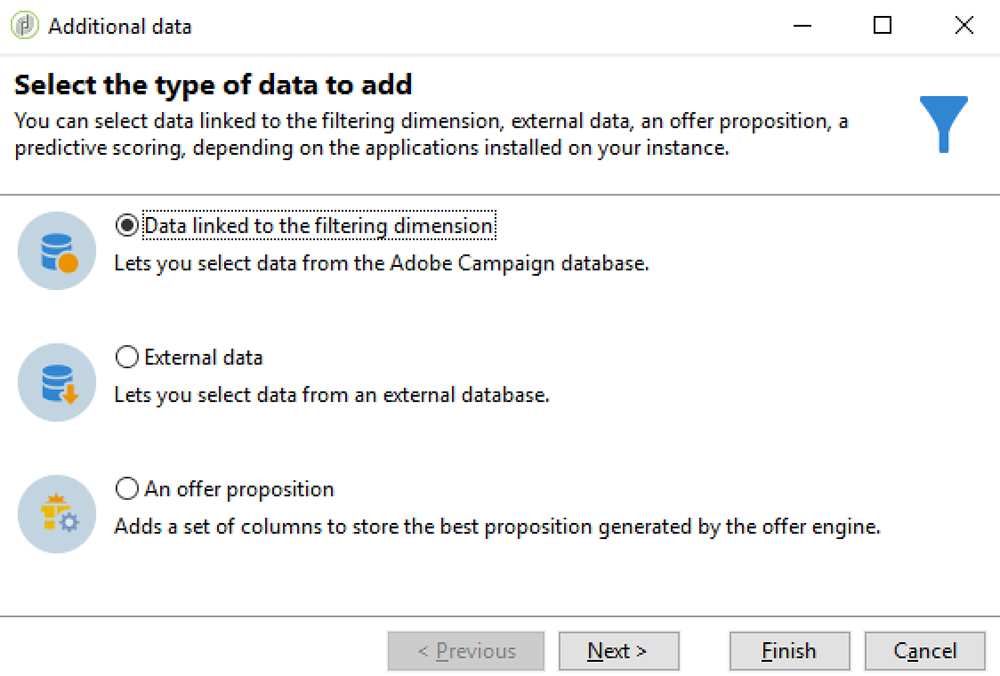 Additional data
Select the type of data to add
You can select data linked to the filtering dimension, external data, an offer proposition, a
predictive scoring, depending on the applications installed on your instance.
Data linked to the filtering dimension
Lets you select data from the Adobe Campaign database.
External data
Lets you select data from an external database.
An offer proposition
Adds a set of columns to store the best proposition generated by the offer engine.
< Previous Next > Finish Cancel